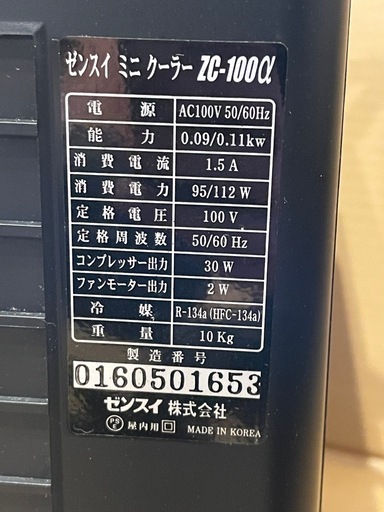 ゼンスイ ミニ クーラー ZC-100α
電源 AC100V 50/60Hz
能力 0.09/0.11kw
消費電流 1.5 A
消費電力 95/112 W
定格電圧 100 V
定格周波数 50/60 Hz
コンプレッサー出力 30 W
ファンモーター出力 2 W
冷媒 R-134a (HFC-134a)
重量 10 Kg
製造番号
0160501653
ゼンスイ 株式会社
PS E 屋内用 MADE IN KOREA